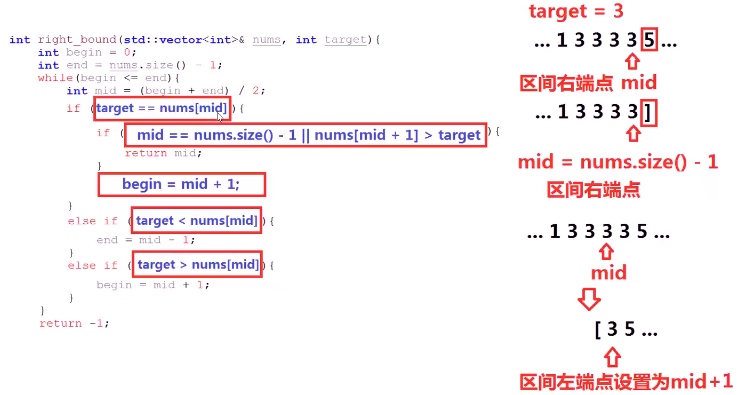 int right_bound(std::vector<int>& nums, int target){
int begin = 0;
int end = nums.size() - 1;
while(begin <= end){
int mid = (begin + end) / 2;
if (target == nums[mid]){
if ( mid == nums.size() - 1 || nums[mid + 1] > target ){
return mid;
}
begin = mid + 1;
}
else if ( target < nums[mid] ){
end = mid - 1;
}
else if ( target > nums[mid] ){
begin = mid + 1;
}
}
return -1;
target = 3
... 1 3 3 3 3 5 ...
区间右端点 mid
... 1 3 3 3 3 ]
mid = nums.size() - 1
区间右端点
... 1 3 3 3 3 5 ...
mid
[ 3 5 ...
区间左端点设置为mid+1